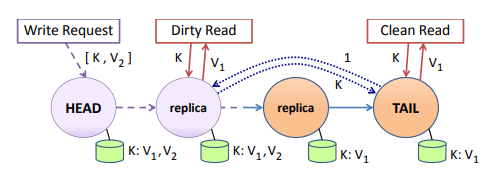 Write Request
Dirty Read
Clean Read
[ K , V2 ]
K
V1
1
K
K
V1
HEAD
replica
replica
TAIL
K: V1,V2
K: V1,V2
K: V1
K: V1